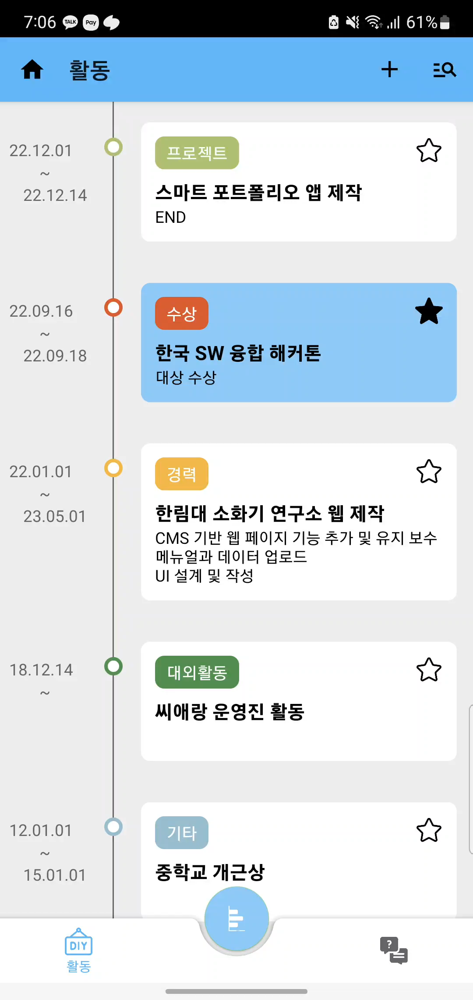 7:06 TALK Pay 61%
활동
22.12.01
~
22.12.14
프로젝트
스마트 포트폴리오 앱 제작
END
22.09.16
~
22.09.18
수상
한국 SW 융합 해커톤
대상 수상
22.01.01
~
23.05.01
경력
한림대 소화기 연구소 웹 제작
CMS 기반 웹 페이지 기능 추가 및 유지 보수
메뉴얼과 데이터 업로드
UI 설계 및 작성
18.12.14
~
대외활동
씨애랑 운영진 활동
12.01.01
~
15.01.01
기타
중학교 개근상
DIY
활동
?